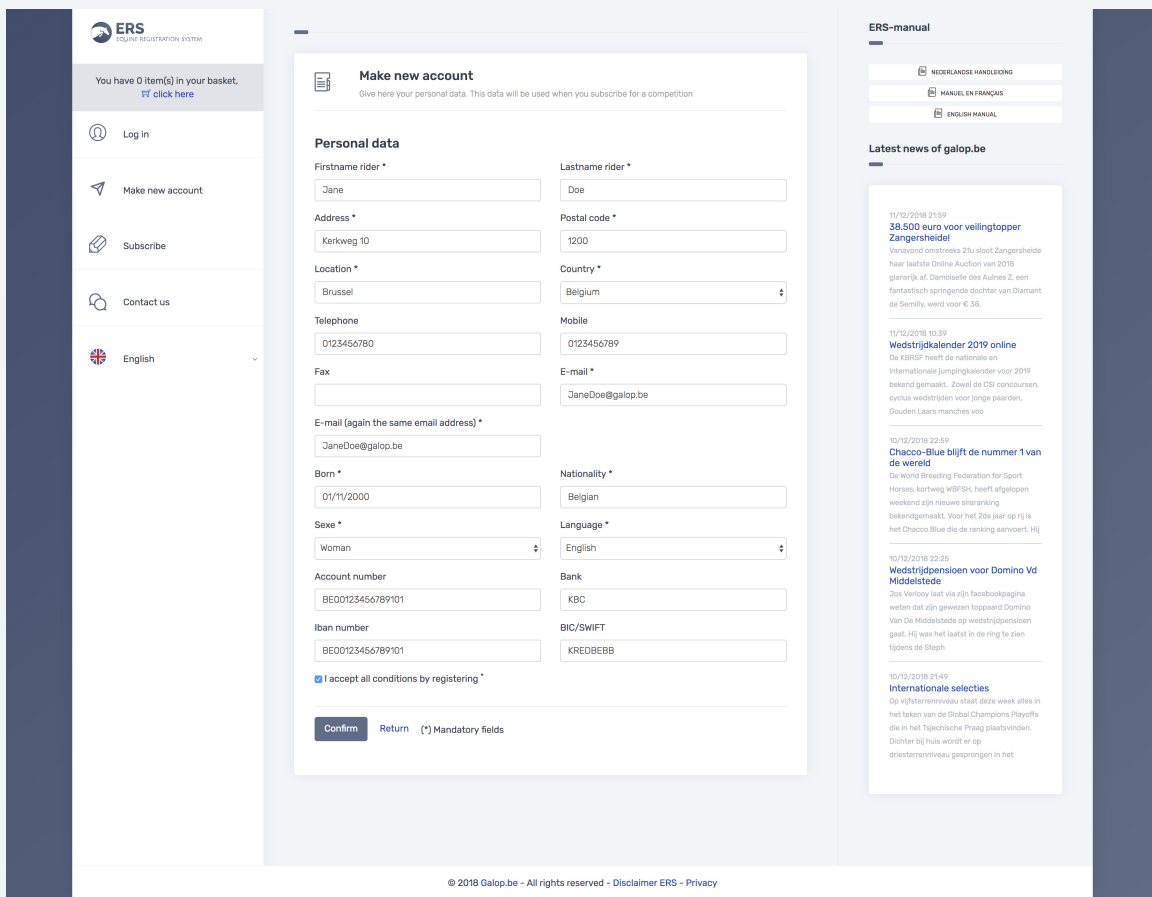 ERS
EQUINE REGISTRATION SYSTEM
You have 0 item(s) in your basket,
click here
Log in
Make new account
Subscribe
Contact us
English
Make new account
Give here your personal data. This data will be used when you subscribe for a competition
Personal data
Firstname rider *
Lastname rider *
Jane
Doe
Address *
Postal code *
Kerkweg 10
1200
Location *
Country *
Brussel
Belgium
Telephone
Mobile
0123456780
0123456789
Fax
E-mail *
JaneDoe@galop.be
E-mail (again the same email address) *
JaneDoe@galop.be
Born *
Nationality *
01/11/2000
Belgian
Sexe *
Language *
Woman
English
Account number
Bank
BE00123456789101
KBC
Iban number
BIC/SWIFT
BE00123456789101
KREDBEBB
I accept all conditions by registering *
Confirm
Return
(*) Mandatory fields
ERS-manual
NEDERLANDSE HANDLEIDING
MANUEL EN FRANÇAIS
ENGLISH MANUAL
Latest news of galop.be
11/12/2018 21:59
38.500 euro voor veilingtopper
Zangersheide!
Vanavond omstreeks 21u sloot Zangersheide
haar laatste Online Auction van 2018
glansrijk af. Damoiselle des Aulnes Z, een
fantastisch springende dochter van Diamant
de Semilly, werd voor € 38.
11/12/2018 10:39
Wedstrijdkalender 2019 online
De KBRSF heeft de nationale en
internationale jumpingkalender voor 2019
bekend gemaakt. Zowel de CSI concoursen,
cyclus wedstrijden voor jonge paarden,
Gouden Laars manches voo
10/12/2018 22:59
Chacco-Blue blijft de nummer 1 van
de wereld
De World Breeding Federation for Sport
Horses, kortweg WBFSH, heeft afgelopen
weekend zijn nieuwe sireranking
bekendgemaakt. Voor het 2de jaar op rij is
het Chacco Blue die de ranking aanvoert. Hij
10/12/2018 22:25
Wedstrijdpensioen voor Domino Vd
Middelstede
Jos Verlooy laat via zijn facebookpagina
weten dat zijn gewezen toppaard Domino
Van De Middelstede op wedstrijdpensioen
gaat. Hij was het laatst in de ring te zien
tijdens de Steph
10/12/2018 21:49
Internationale selecties
Op vijfsterrenniveau staat deze week alles in
het teken van de Global Champions Playoffs
die in het Tsjechische Praag plaatsvinden.
Dichter bij huis wordt er op
driesterrenniveau gesprongen in het
© 2018 Galop.be - All rights reserved - Disclaimer ERS - Privacy